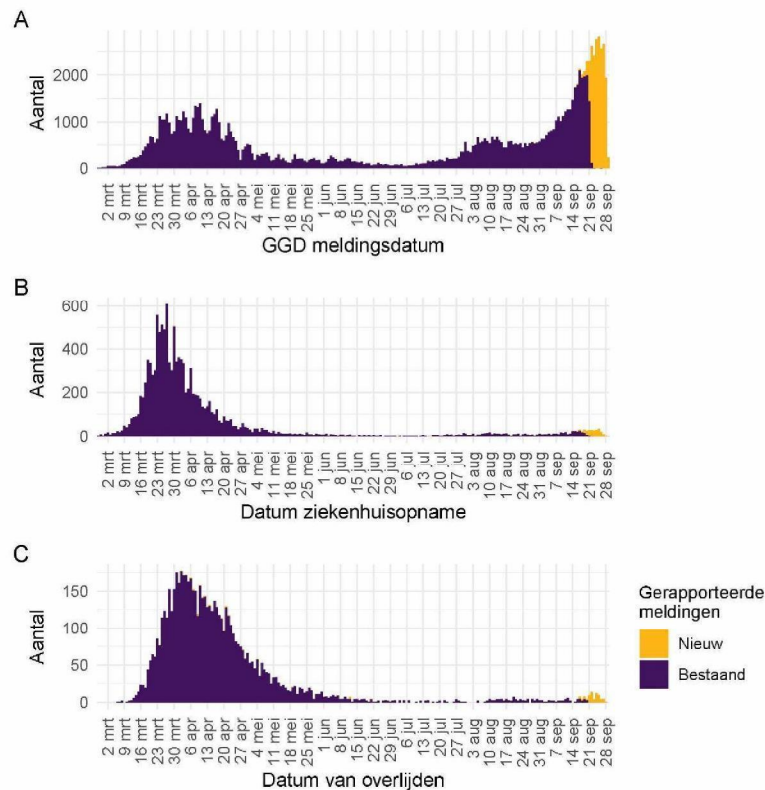 A
Aantal
2000
1000
0
2 mrt
9 mrt
16 mrt
23 mrt
30 mrt
6 apr
13 apr
20 apr
27 apr
4 mei
11 mei
18 mei
25 mei
1 jun
8 jun
15 jun
22 jun
29 jun
6 jul
13 jul
20 jul
27 jul
3 aug
10 aug
17 aug
24 aug
31 aug
7 sep
14 sep
21 sep
28 sep
GGD meldingsdatum
B
Aantal
600
400
200
0
2 mrt
9 mrt
16 mrt
23 mrt
30 mrt
6 apr
13 apr
20 apr
27 apr
4 mei
11 mei
18 mei
25 mei
1 jun
8 jun
15 jun
22 jun
29 jun
6 jul
13 jul
20 jul
27 jul
3 aug
10 aug
17 aug
24 aug
31 aug
7 sep
14 sep
21 sep
28 sep
Datum ziekenhuisopname
C
Aantal
150
100
50
0
2 mrt
9 mrt
16 mrt
23 mrt
30 mrt
6 apr
13 apr
20 apr
27 apr
4 mei
11 mei
18 mei
25 mei
1 jun
8 jun
15 jun
22 jun
29 jun
6 jul
13 jul
20 jul
27 jul
3 aug
10 aug
17 aug
24 aug
31 aug
7 sep
14 sep
21 sep
28 sep
Datum van overlijden
Gerapporteerde
meldingen
Nieuw
Bestaand